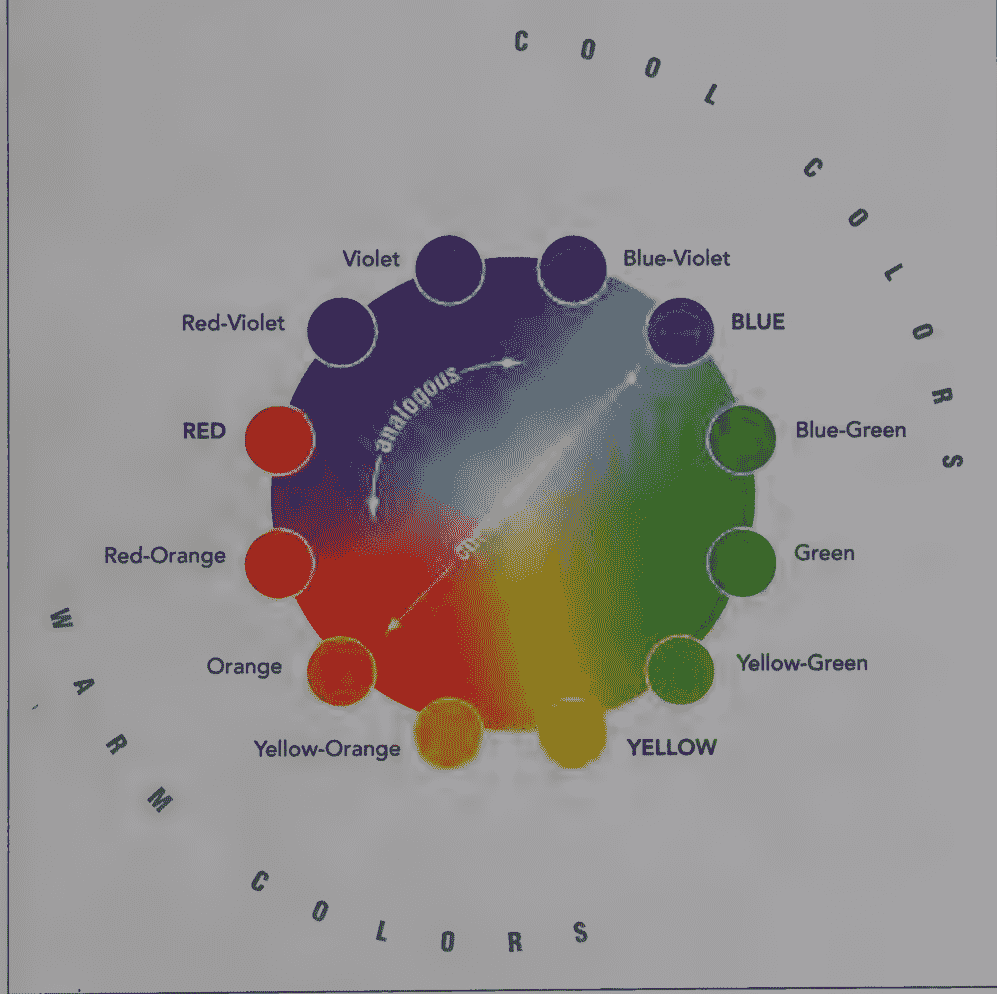 COOL COLORS
Violet
Blue-Violet
Red-Violet
BLUE
analogous
RED
Blue-Green
Red-Orange
Green
Orange
Yellow-Green
Yellow-Orange
YELLOW
WARM COLORS